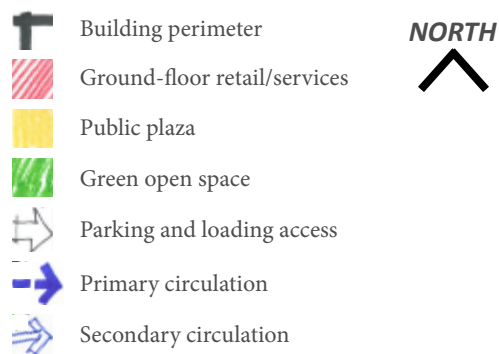 Building perimeter
NORTH
Ground-floor retail/services
Public plaza
Green open space
Parking and loading access
Primary circulation
Secondary circulation